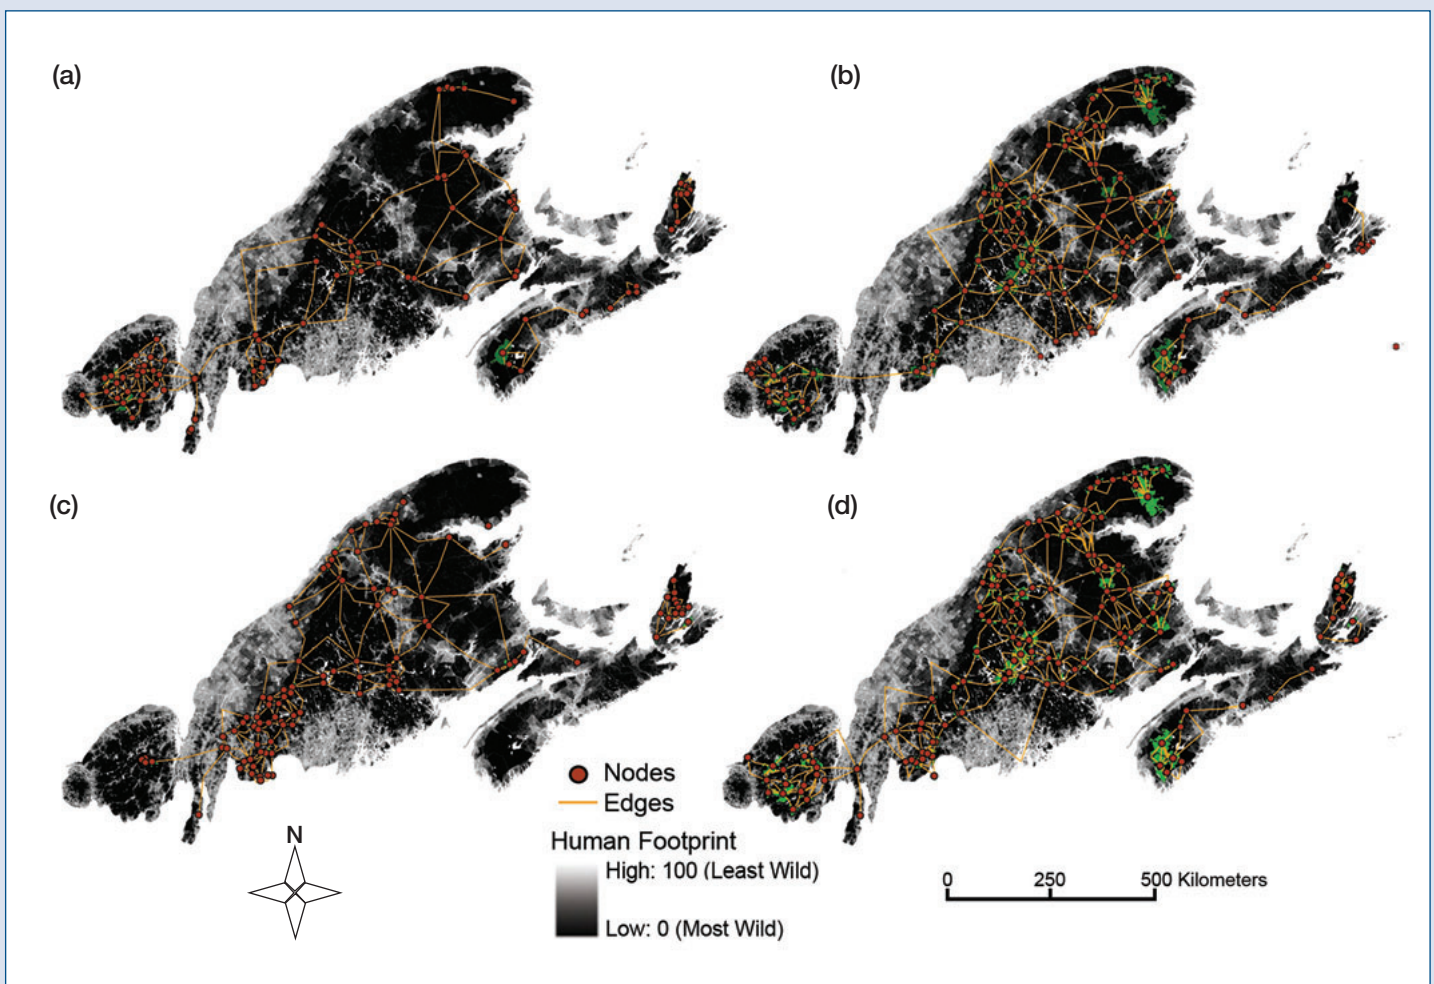 (a)
(b)
(c)
(d)
Nodes
Edges
Human Footprint
High: 100 (Least Wild)
Low: 0 (Most Wild)
N
0 250 500 Kilometers